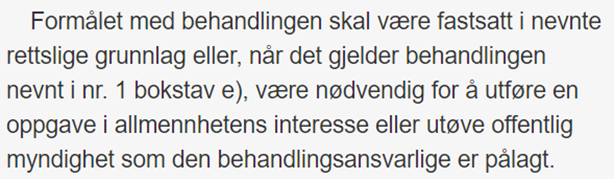 Formålet med behandlingen skal være fastsatt i nevnte
rettslige grunnlag eller, når det gjelder behandlingen
nevnt i nr. 1 bokstav e), være nødvendig for å utføre en
oppgave i allmennhetens interesse eller utøve offentlig
myndighet som den behandlingsansvarlige er pålagt.